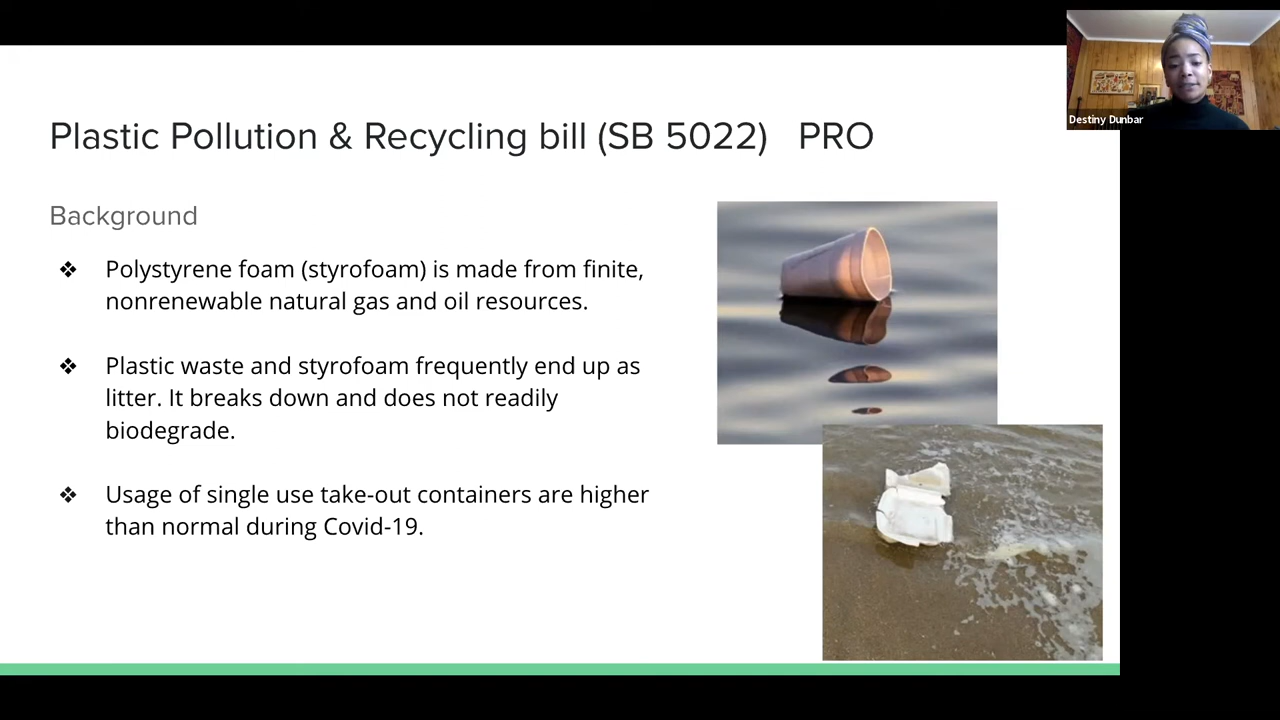 Destiny Dunbar
Plastic Pollution & Recycling bill (SB 5022) PRO
Background
❖ Polystyrene foam (styrofoam) is made from finite,
nonrenewable natural gas and oil resources.
❖ Plastic waste and styrofoam frequently end up as
litter. It breaks down and does not readily
biodegrade.
❖ Usage of single use take-out containers are higher
than normal during Covid-19.